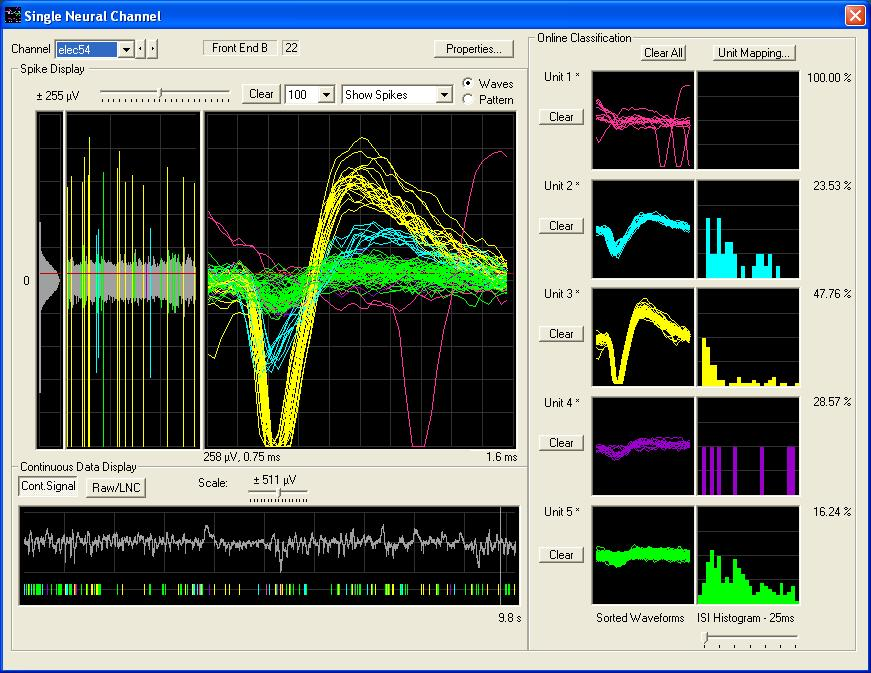 Single Neural Channel
Channel elec54 Front End B 22 Properties...
Spike Display
± 255 µV Clear 100 Show Spikes Waves
Pattern
0
258 µV, 0.75 ms 1.6 ms
Continuous Data Display
Cont.Signal Raw/LNC Scale: ± 511 µV
9.8 s
Online Classification
Clear All Unit Mapping...
Unit 1 * 100.00 %
Clear
Unit 2 * 23.53 %
Clear
Unit 3 * 47.76 %
Clear
Unit 4 * 28.57 %
Clear
Unit 5 * 16.24 %
Clear
Sorted Waveforms ISI Histogram - 25ms